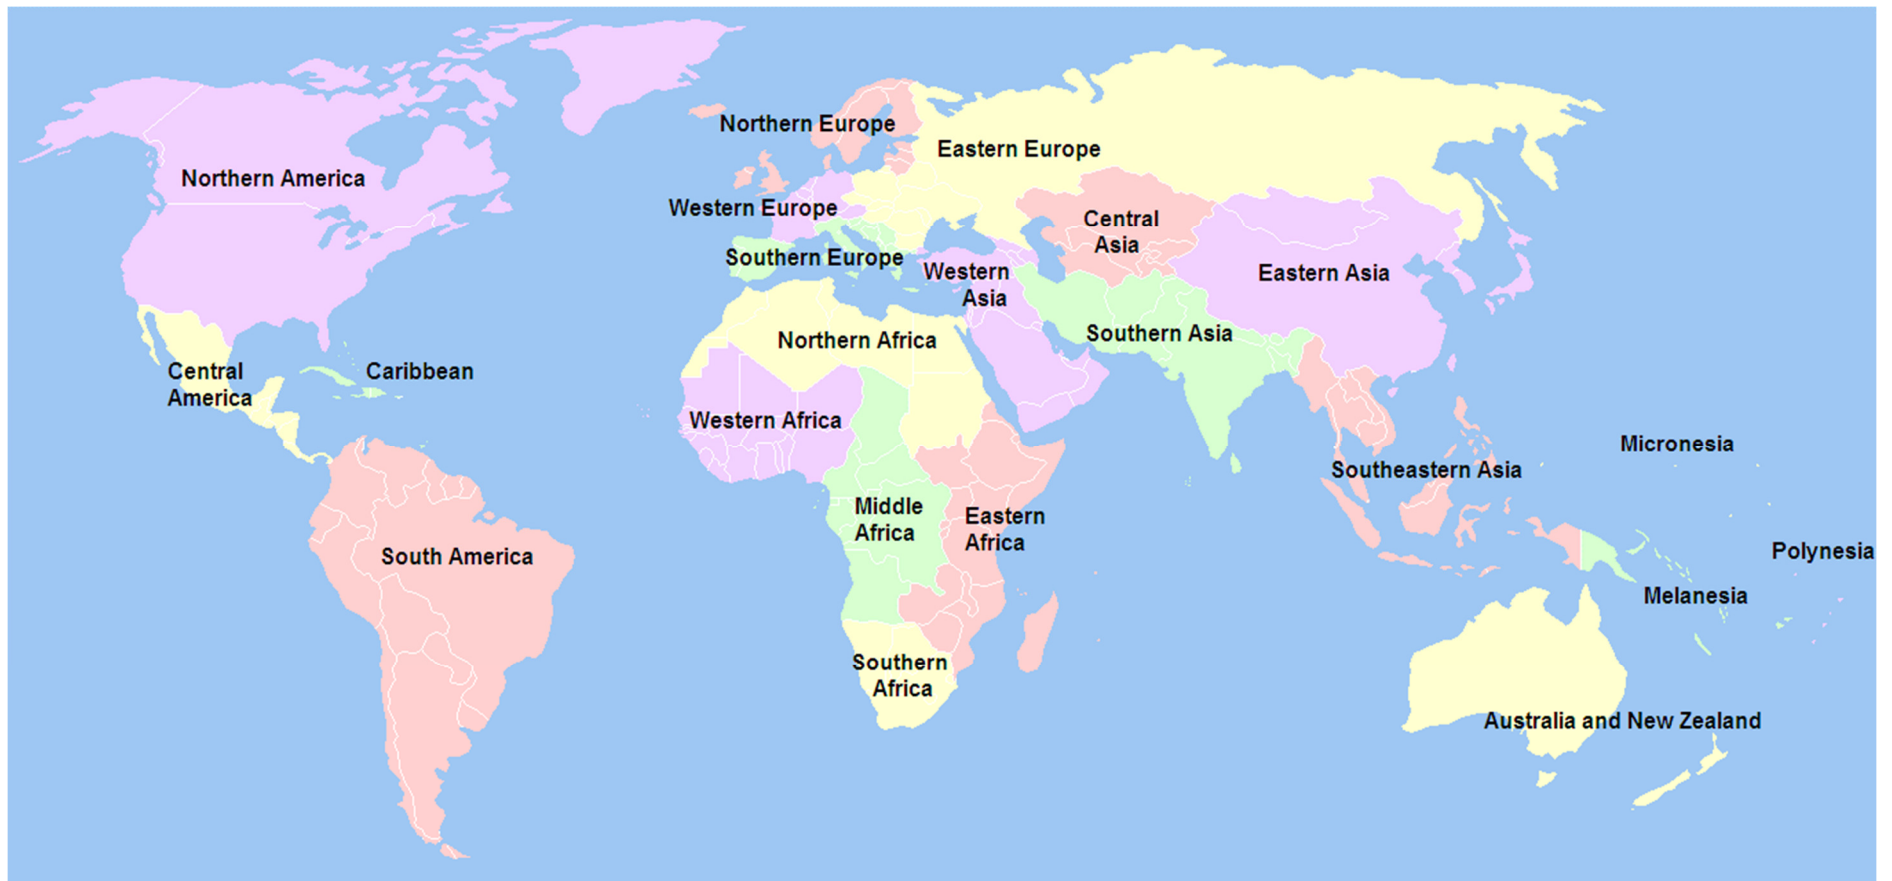 Northern Europe
Eastern Europe
Northern America
Western Europe
Central
Asia
Southern Europe
Western
Asia
Eastern Asia
Northern Africa
Southern Asia
Central
America
Caribbean
Western Africa
Micronesia
Southeastern Asia
Middle
Africa
Eastern
Africa
South America
Polynesia
Melanesia
Southern
Africa
Australia and New Zealand